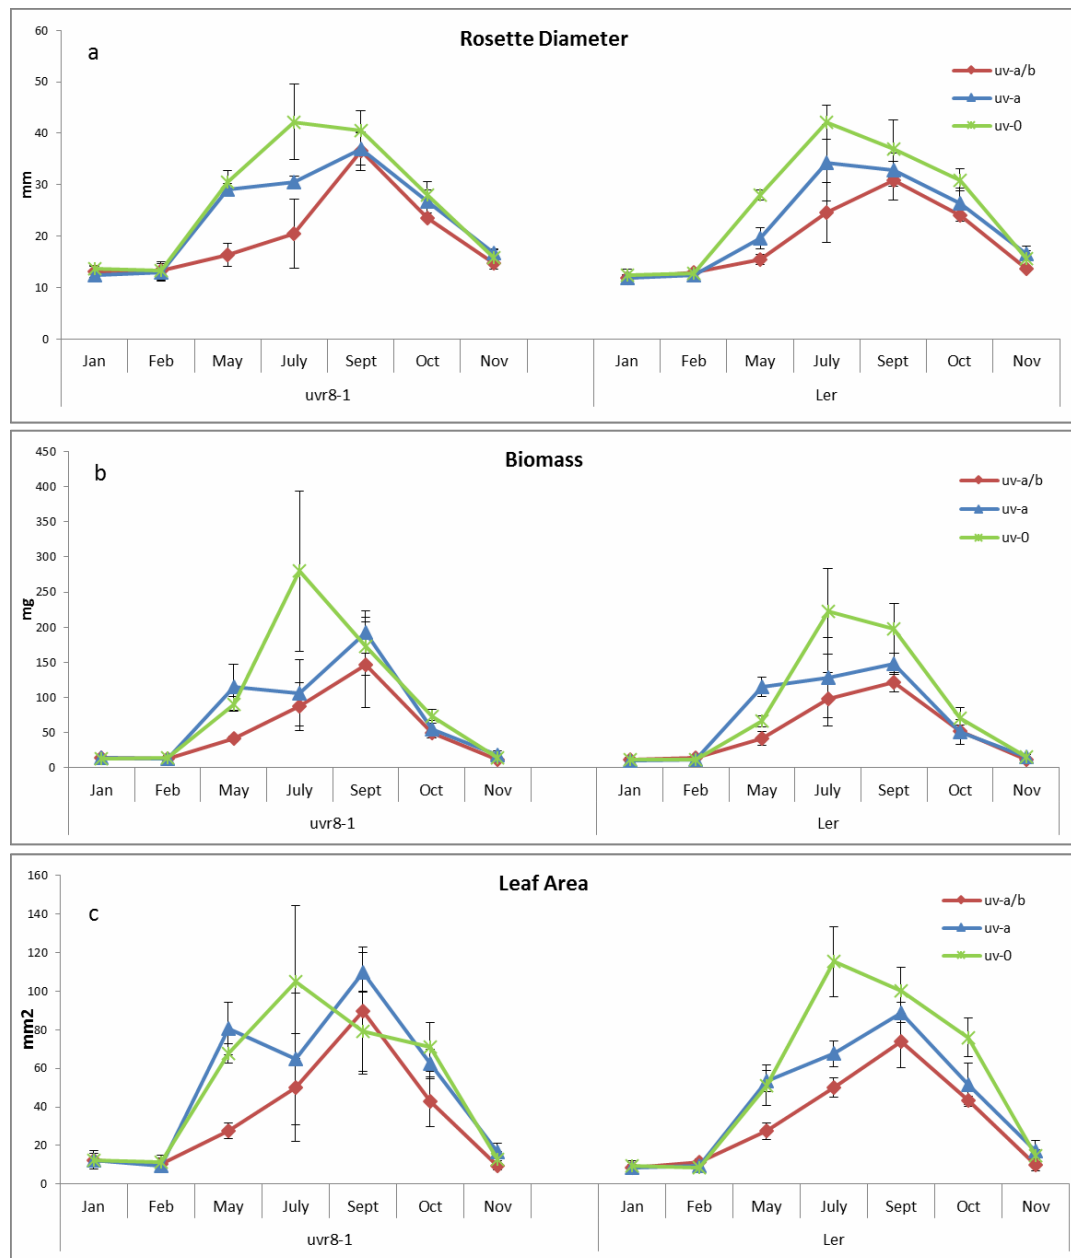 Rosette Diameter
a
60
50
40
30
20
10
0
mm
uv-a/b
uv-a
uv-0
Jan Feb May July Sept Oct Nov Jan Feb May July Sept Oct Nov
uvr8-1 Ler
Biomass
b
450
400
350
300
250
200
150
100
50
0
mg
uv-a/b
uv-a
uv-0
Jan Feb May July Sept Oct Nov Jan Feb May July Sept Oct Nov
uvr8-1 Ler
Leaf Area
c
160
140
120
100
80
60
40
20
0
mm2
uv-a/b
uv-a
uv-0
Jan Feb May July Sept Oct Nov Jan Feb May July Sept Oct Nov
uvr8-1 Ler